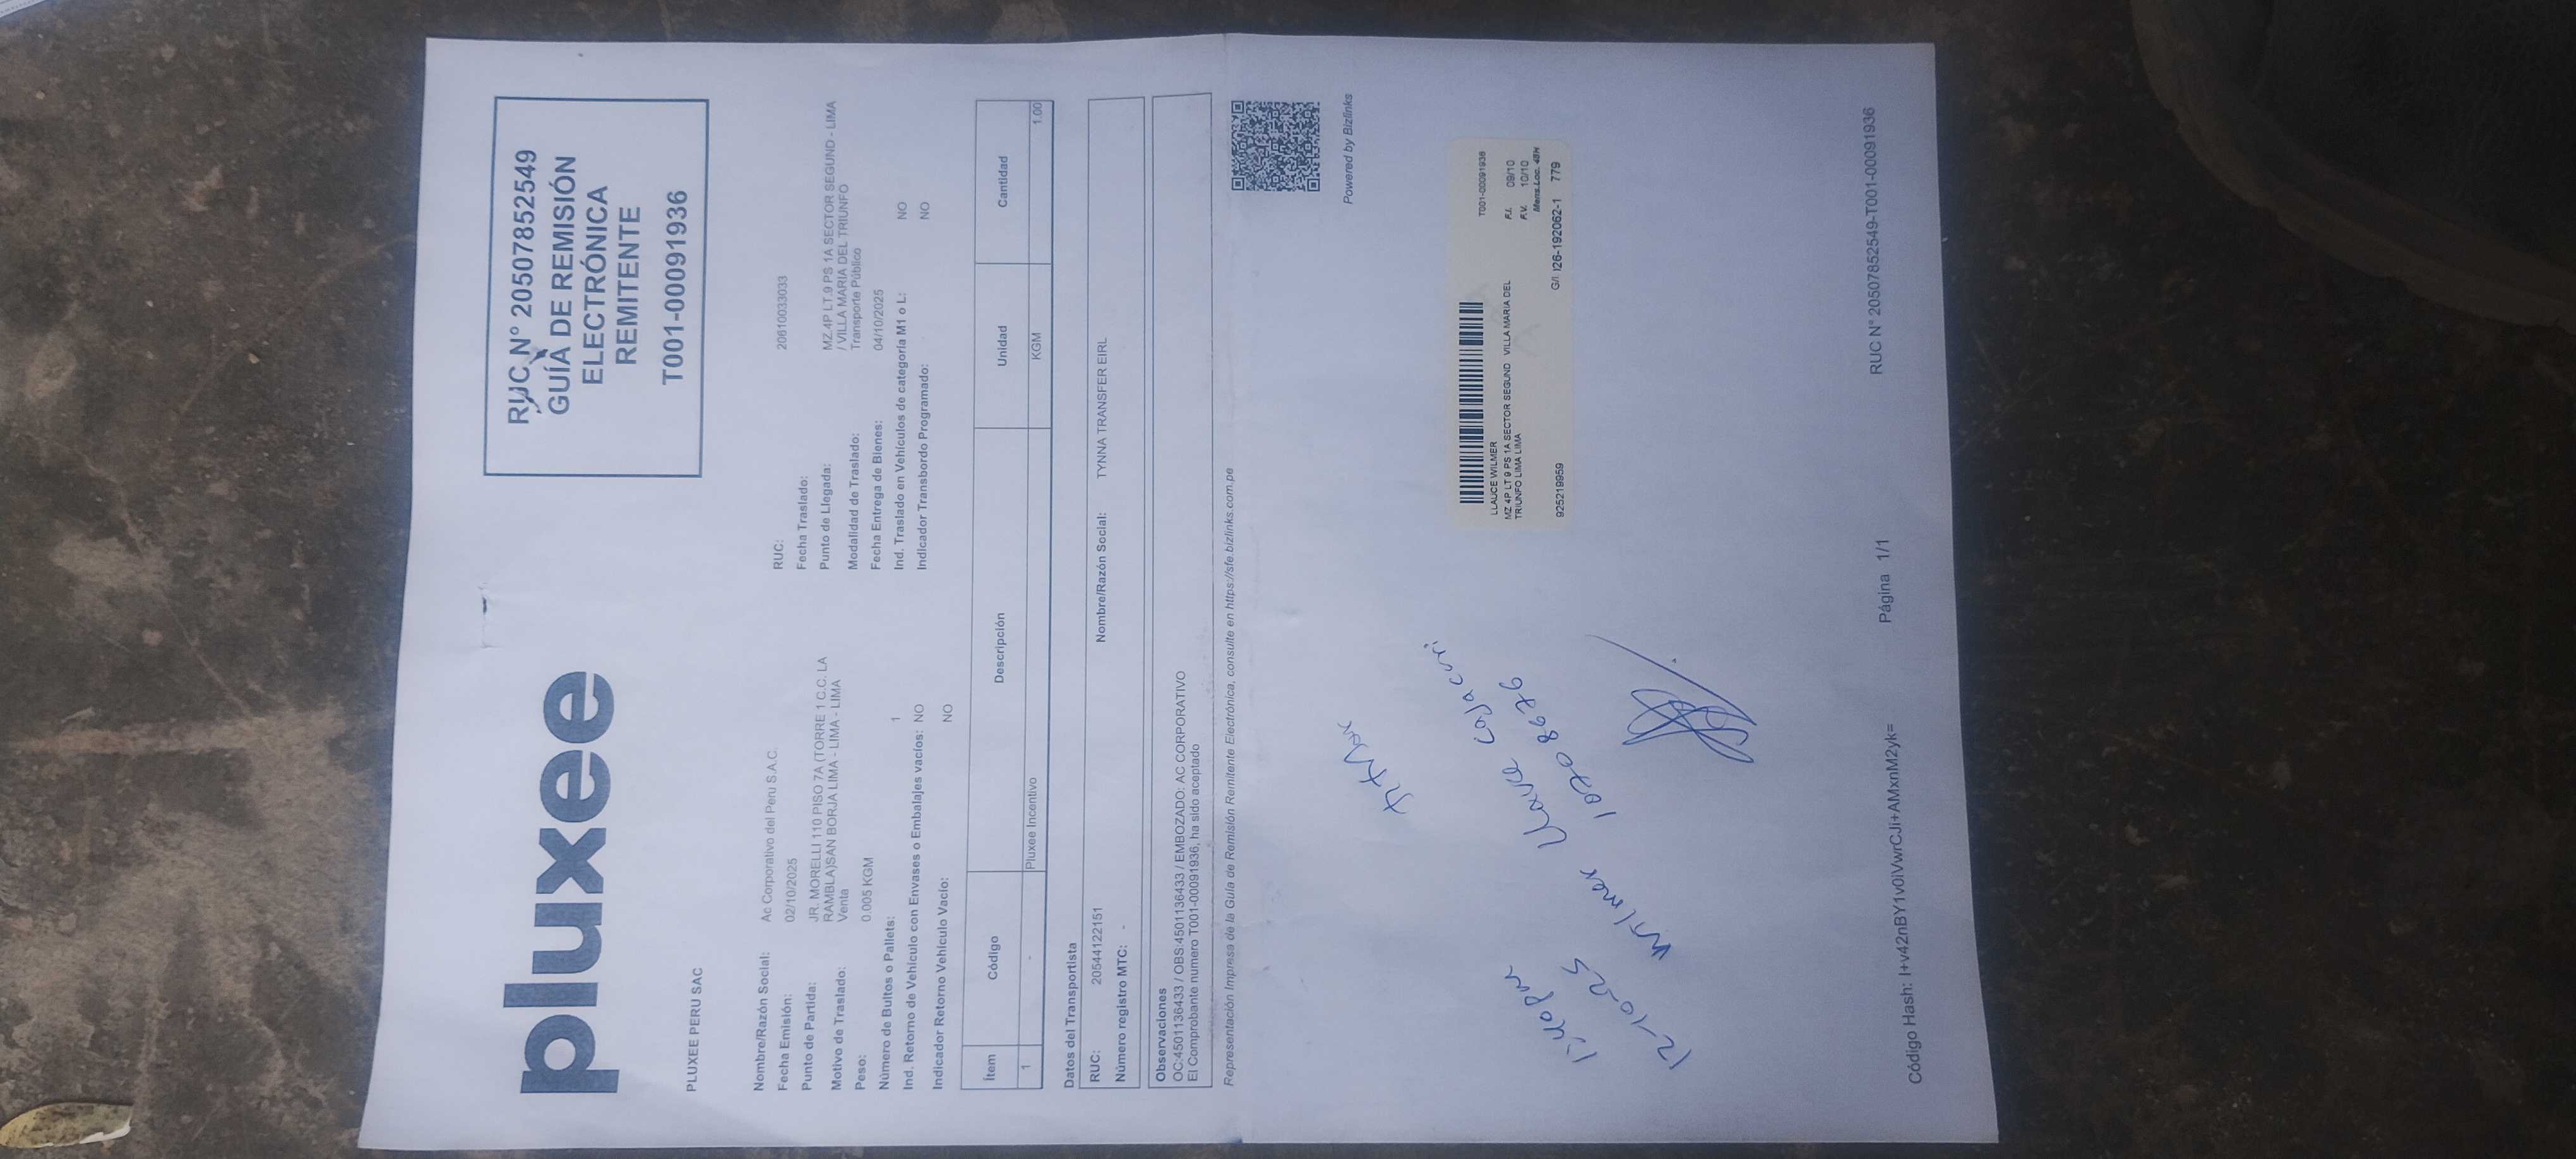 pluxee
RUC N° 20507852549
GUÍA DE REMISIÓN
ELECTRÓNICA
REMITENTE
T001-00091936
PLUXEE PERU SAC
Nombre/Razón Social: Ac Corporativo del Peru S.A.C. RUC: 20610033033
Fecha Emisión: 02/10/2025 Fecha Traslado:
Punto de Partida: JR. MORELLI 110 PISO 7A (TORRE 1 C.C. LA RAMBLA)SAN BORJA LIMA - LIMA - LIMA
Punto de Llegada: MZ.4P LT.9 PS 1A SECTOR SEGUND - LIMA / VILLA MARIA DEL TRIUNFO
Motivo de Traslado: Venta Modalidad de Traslado: Transporte Público
Peso: 0.005 KGM Fecha Entrega de Bienes: 04/10/2025
Número de Bultos o Pallets: 1 Ind. Traslado en Vehículos de categoría M1 o L: NO
Ind. Retorno de Vehículo con Envases o Embalajes vacíos: NO Indicador Transbordo Programado: NO
Indicador Retorno Vehículo Vacío: NO
Ítem Código Descripción Unidad Cantidad
1 - Pluxee Incentivo KGM 1.00
Datos del Transportista
RUC: 20544122151 Nombre/Razón Social: TYNNA TRANSFER EIRL
Número registro MTC: -
Observaciones
OC:4501136433 / OBS:4501136433 / EMBOZADO: AC CORPORATIVO
El Comprobante numero T001-00091936, ha sido aceptado
Representación Impresa de la Guía de Remisión Remitente Electrónica, consulte en https://sfe.bizlinks.com.pe
Powered by Bizlinks
T001-00091936
LLAUCE WILMER
MZ 4P LT 9 PS 1A SECTOR SEGUND VILLA MARIA DEL
TRIUNFO LIMA LIMA
F.I. 09/10
F.V. 10/10
Mens.Loc. 48H
925219959 G/I I26-192062-1 779
12-10-25
Wilmer Llauce Cajacuri
Código Hash: I+v42nBY1v0iVwrCJi+AMxnM2yk=
Página 1/1
RUC N° 20507852549-T001-00091936